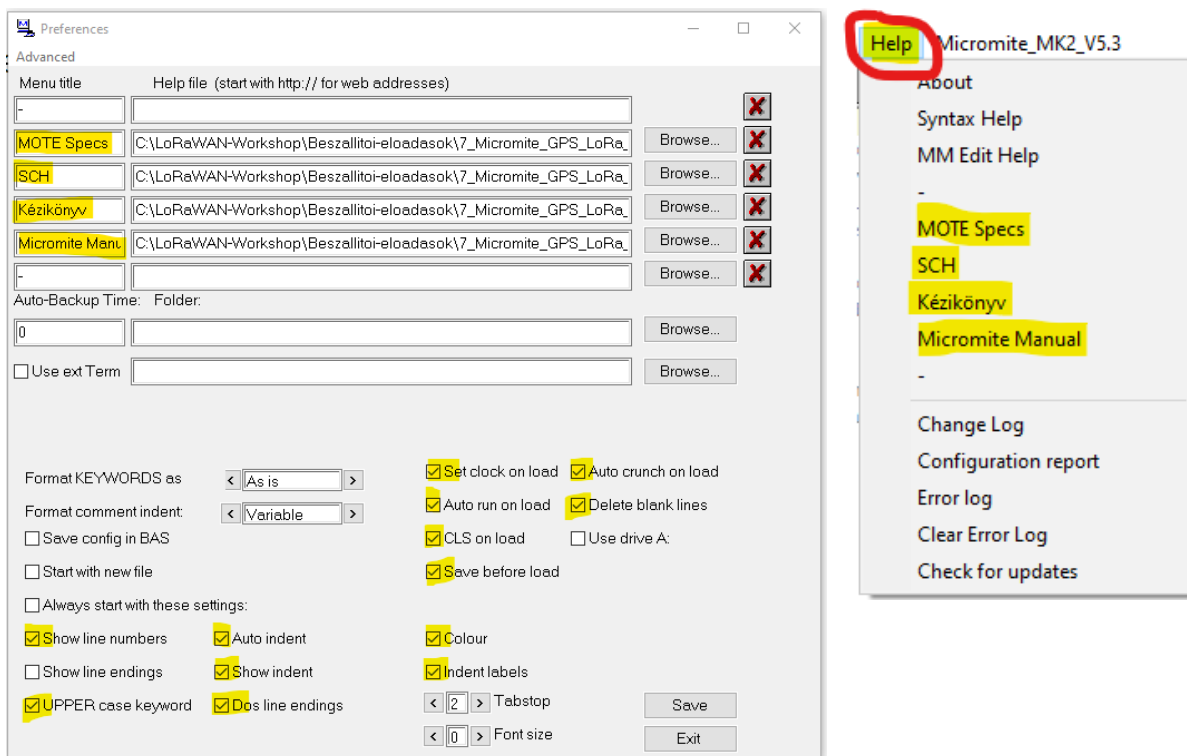 Preferences
Advanced
Menu title Help file (start with http:// for web addresses)
-
MOTE Specs C:\LoRaWAN-Workshop\Beszallitoi-eloadasok\7_Micromite_GPS_LoRa_ Browse...
SCH C:\LoRaWAN-Workshop\Beszallitoi-eloadasok\7_Micromite_GPS_LoRa_ Browse...
Kézikönyv C:\LoRaWAN-Workshop\Beszallitoi-eloadasok\7_Micromite_GPS_LoRa_ Browse...
Micromite Manu C:\LoRaWAN-Workshop\Beszallitoi-eloadasok\7_Micromite_GPS_LoRa_ Browse...
- Browse...
Auto-Backup Time: Folder:
0 Browse...
Use ext Term Browse...
Format KEYWORDS as < As is >
Format comment indent: < Variable >
Save config in BAS
Start with new file
Always start with these settings:
Set clock on load Auto crunch on load
Auto run on load Delete blank lines
CLS on load Use drive A:
Save before load
Show line numbers Auto indent Colour
Show line endings Show indent Indent labels
UPPER case keyword Dos line endings < 2 > Tabstop Save
< 0 > Font size Exit
Help Micromite_MK2_V5.3
About
Syntax Help
MM Edit Help
-
MOTE Specs
SCH
Kézikönyv
Micromite Manual
-
Change Log
Configuration report
Error log
Clear Error Log
Check for updates